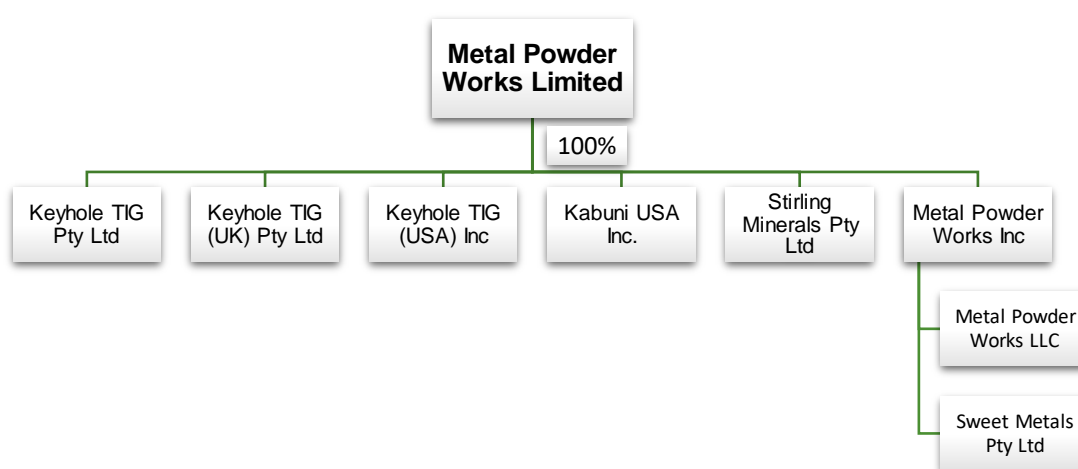 Metal Powder
Works Limited
100%
Keyhole TIG
Pty Ltd
Keyhole TIG
(UK) Pty Ltd
Keyhole TIG
(USA) Inc
Kabuni USA
Inc.
Stirling
Minerals Pty
Ltd
Metal Powder
Works Inc
Metal Powder
Works LLC
Sweet Metals
Pty Ltd